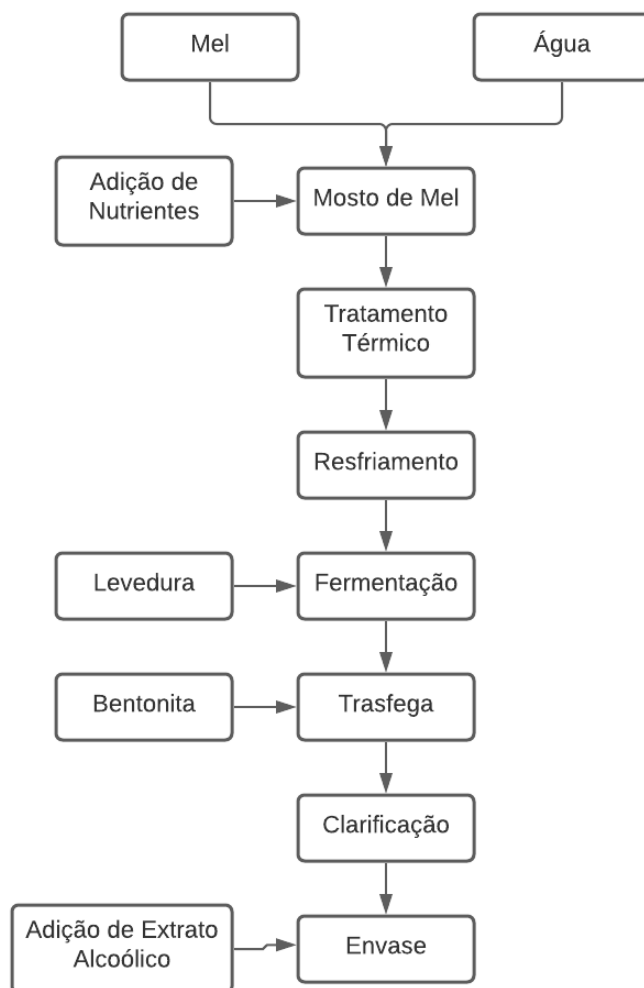 Mel
Água
Adição de
Nutrientes
Mosto de Mel
Tratamento
Térmico
Resfriamento
Levedura
Fermentação
Bentonita
Trasfega
Clarificação
Adição de Extrato
Alcoólico
Envase